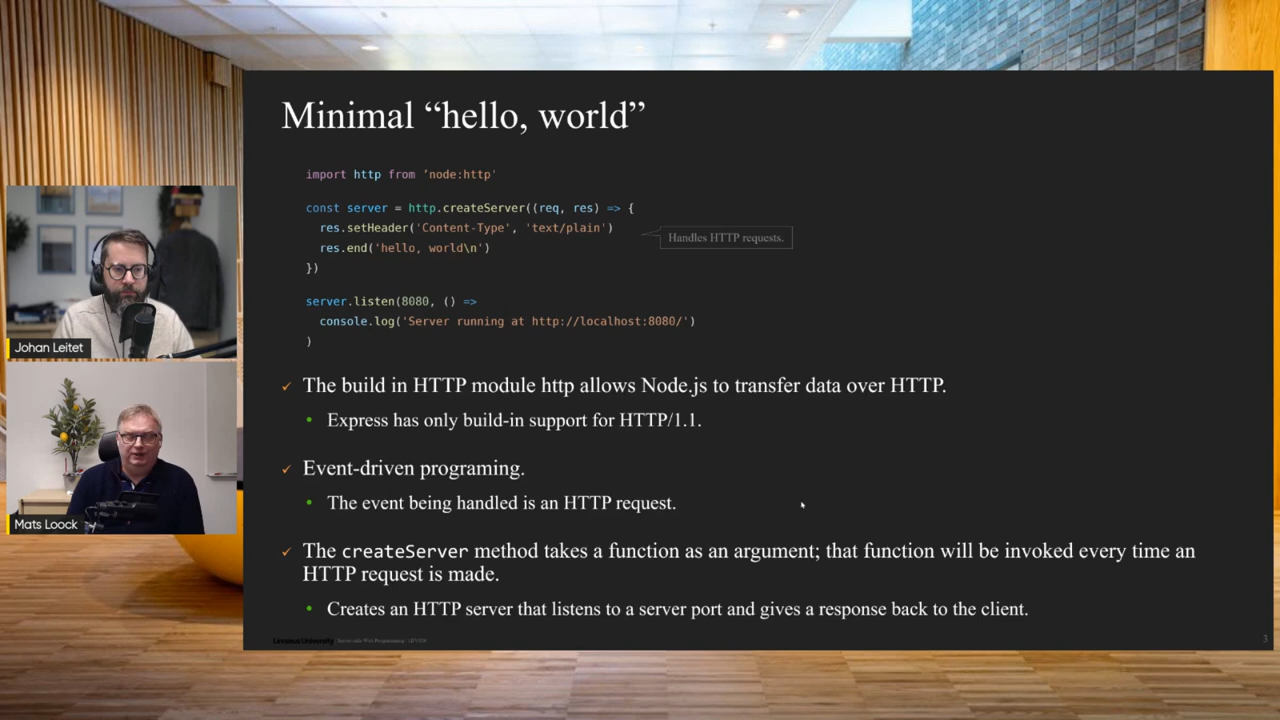 Minimal “hello, world”
import http from ’node:http'
const server = http.createServer((req, res) => {
res.setHeader('Content-Type', 'text/plain')
res.end('hello, world\n')
})
Handles HTTP requests.
server.listen(8080, () =>
console.log('Server running at http://localhost:8080/')
)
✓ The build in HTTP module http allows Node.js to transfer data over HTTP.
• Express has only build-in support for HTTP/1.1.
✓ Event-driven programing.
• The event being handled is an HTTP request.
✓ The createServer method takes a function as an argument; that function will be invoked every time an
HTTP request is made.
• Creates an HTTP server that listens to a server port and gives a response back to the client.
Linnaeus University
3
Johan Leitet
Mats Loock